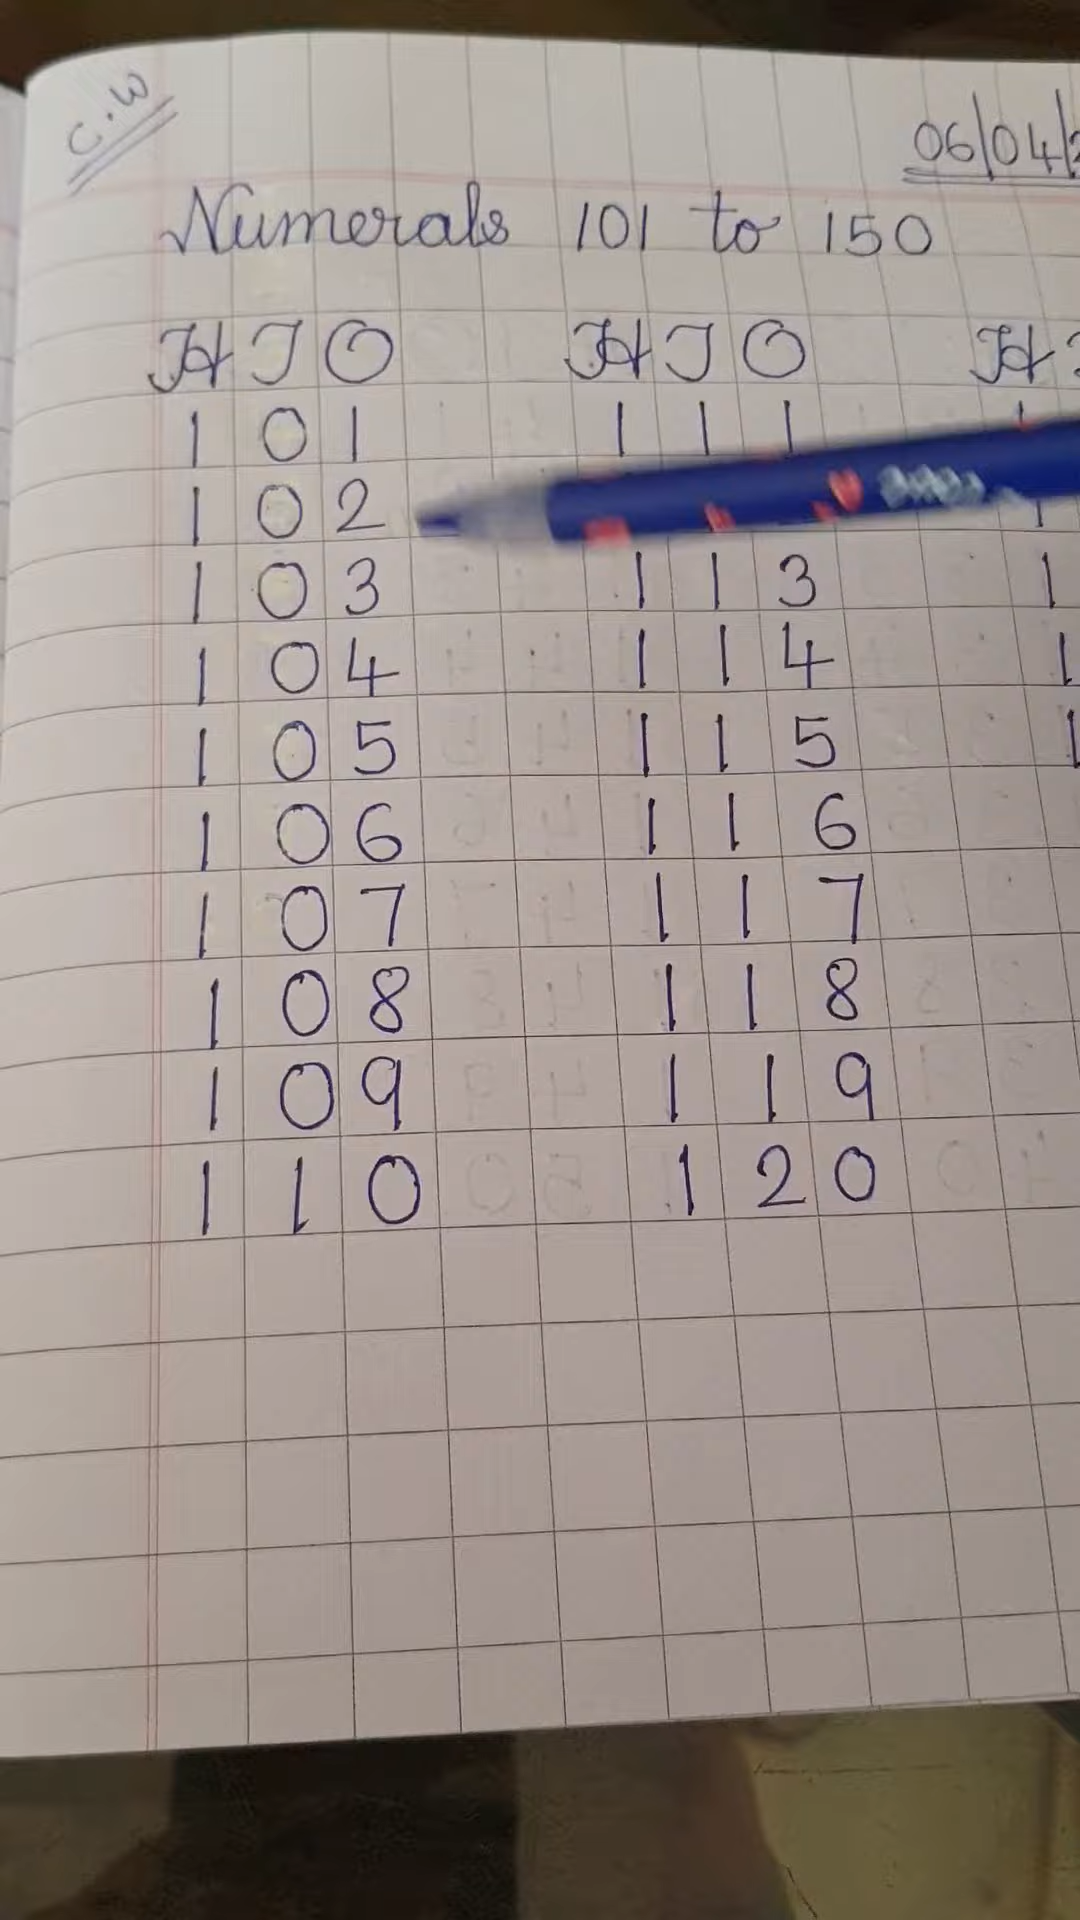 C.W
06/04/
Numerals 101 to 150
H T O H T O H
1 0 1 1 1 1
1 0 2
1 0 3 1 1 3 1
1 0 4 1 1 4 1
1 0 5 1 1 5 1
1 0 6 1 1 6
1 0 7 1 1 7
1 0 8 1 1 8
1 0 9 1 1 9
1 1 0 1 2 0